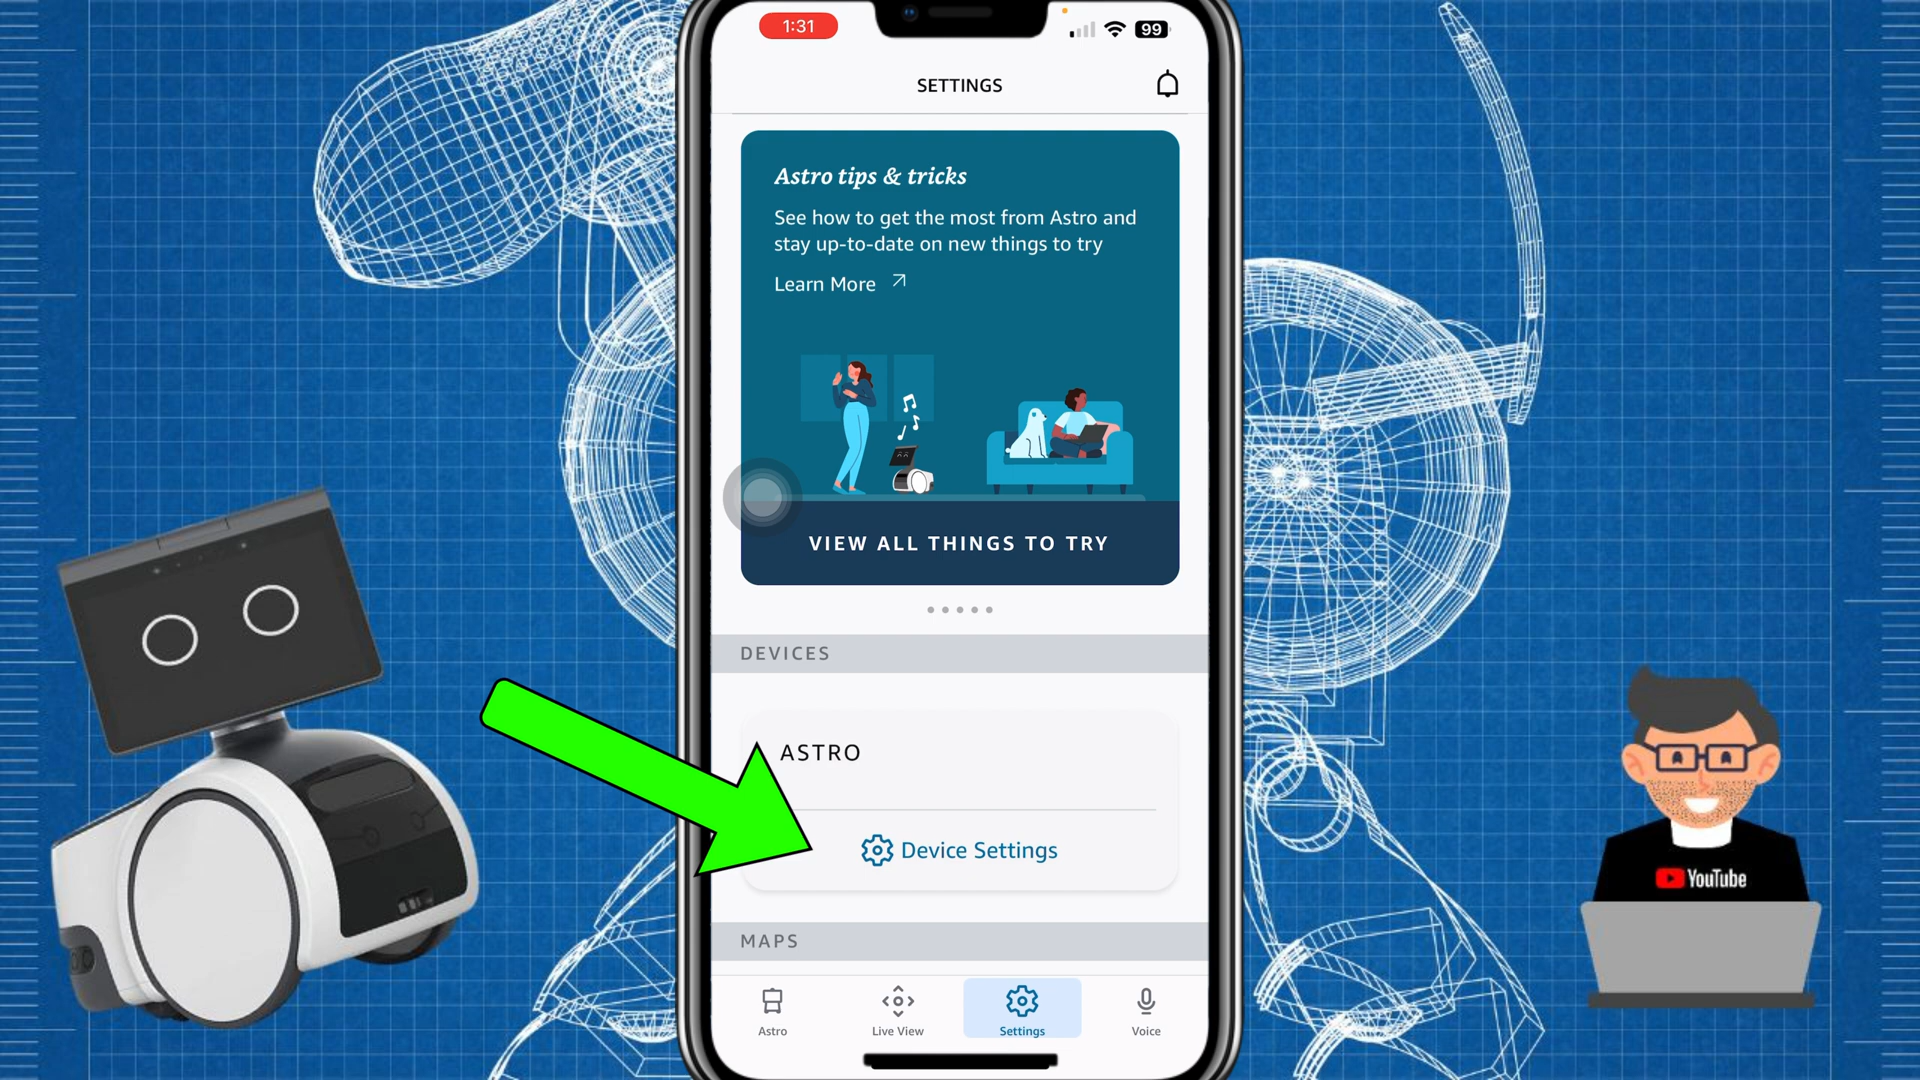 1:31
99
SETTINGS
Astro tips & tricks
See how to get the most from Astro and
stay up-to-date on new things to try
Learn More
VIEW ALL THINGS TO TRY
DEVICES
ASTRO
Device Settings
MAPS
Astro
Live View
Settings
Voice
YouTube